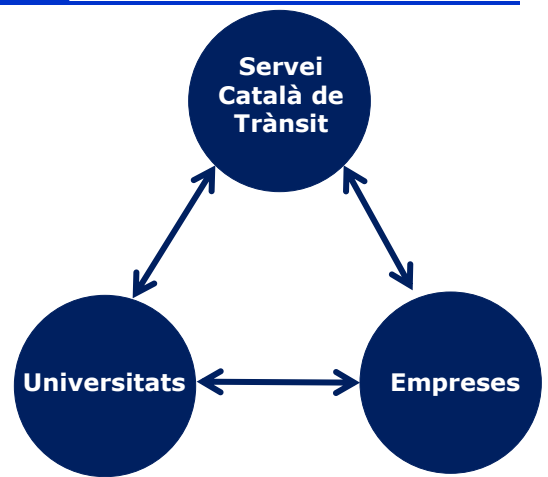 Servei
Català de
Trànsit
Universitats
Empreses